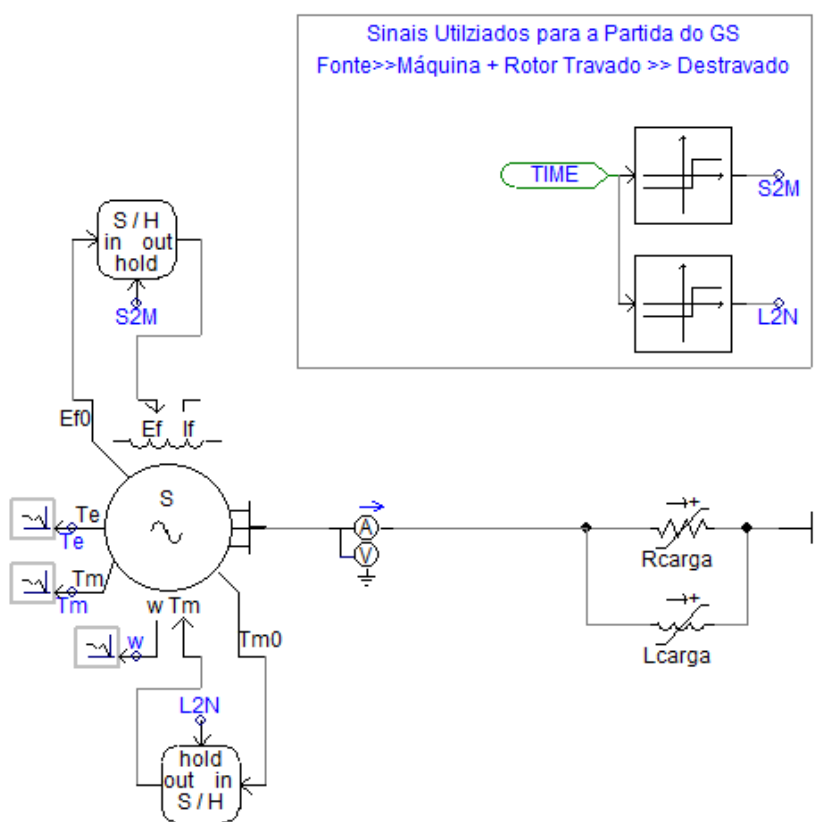 Sinais Utilziados para a Partida do GS
Fonte>>Máquina + Rotor Travado >> Destravado
TIME
S2M
L2N
S / H
in out
hold
S2M
Ef0
Ef If
S
Te
Te
Tm
Tm
w Tm
w
Tm0
L2N
hold
out in
S / H
A
V
+
Rcarga
+
Lcarga